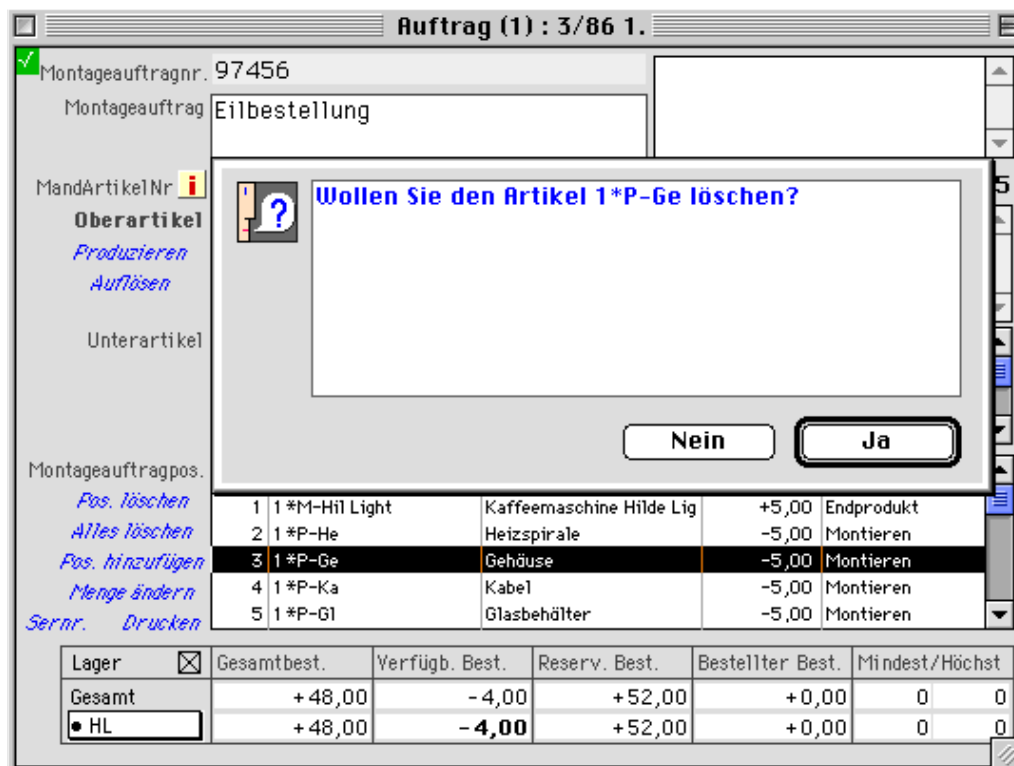 Auftrag (1) : 3/86 1.
Montageauftragnr. 97456
Montageauftrag Eilbestellung
MandArtikelNr i 5
Oberartikel
Produzieren
Auflösen
Unterartikel
? Wollen Sie den Artikel 1*P-Ge löschen?
Nein Ja
Montageauftragpos.
Pos. löschen
Alles löschen
Pos. hinzufügen
Menge ändern
Sernr. Drucken
1 1*M-Hil Light Kaffeemaschine Hilde Lig +5,00 Endprodukt
2 1*P-He Heizspirale -5,00 Montieren
3 1*P-Ge Gehäuse -5,00 Montieren
4 1*P-Ka Kabel -5,00 Montieren
5 1*P-Gl Glasbehälter -5,00 Montieren
Lager Gesamtbest. Verfügb. Best. Reserv. Best. Bestellter Best. Mindest/Höchst
Gesamt +48,00 -4,00 +52,00 +0,00 0 0
• HL +48,00 -4,00 +52,00 +0,00 0 0